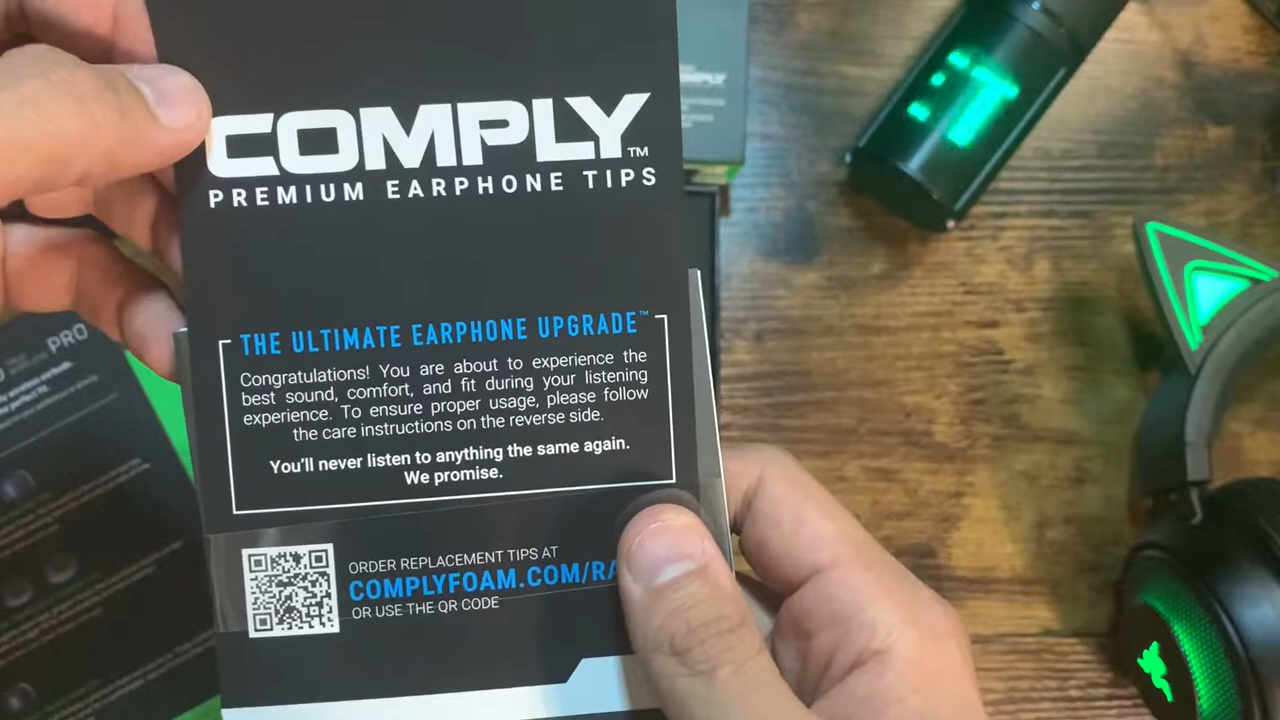 COMPLY™
PREMIUM EARPHONE TIPS
THE ULTIMATE EARPHONE UPGRADE™
Congratulations! You are about to experience the
best sound, comfort, and fit during your listening
experience. To ensure proper usage, please follow
the care instructions on the reverse side.
You'll never listen to anything the same again.
We promise.
ORDER REPLACEMENT TIPS AT
COMPLYFOAM.COM/RA
OR USE THE QR CODE
COMPLY
PRO